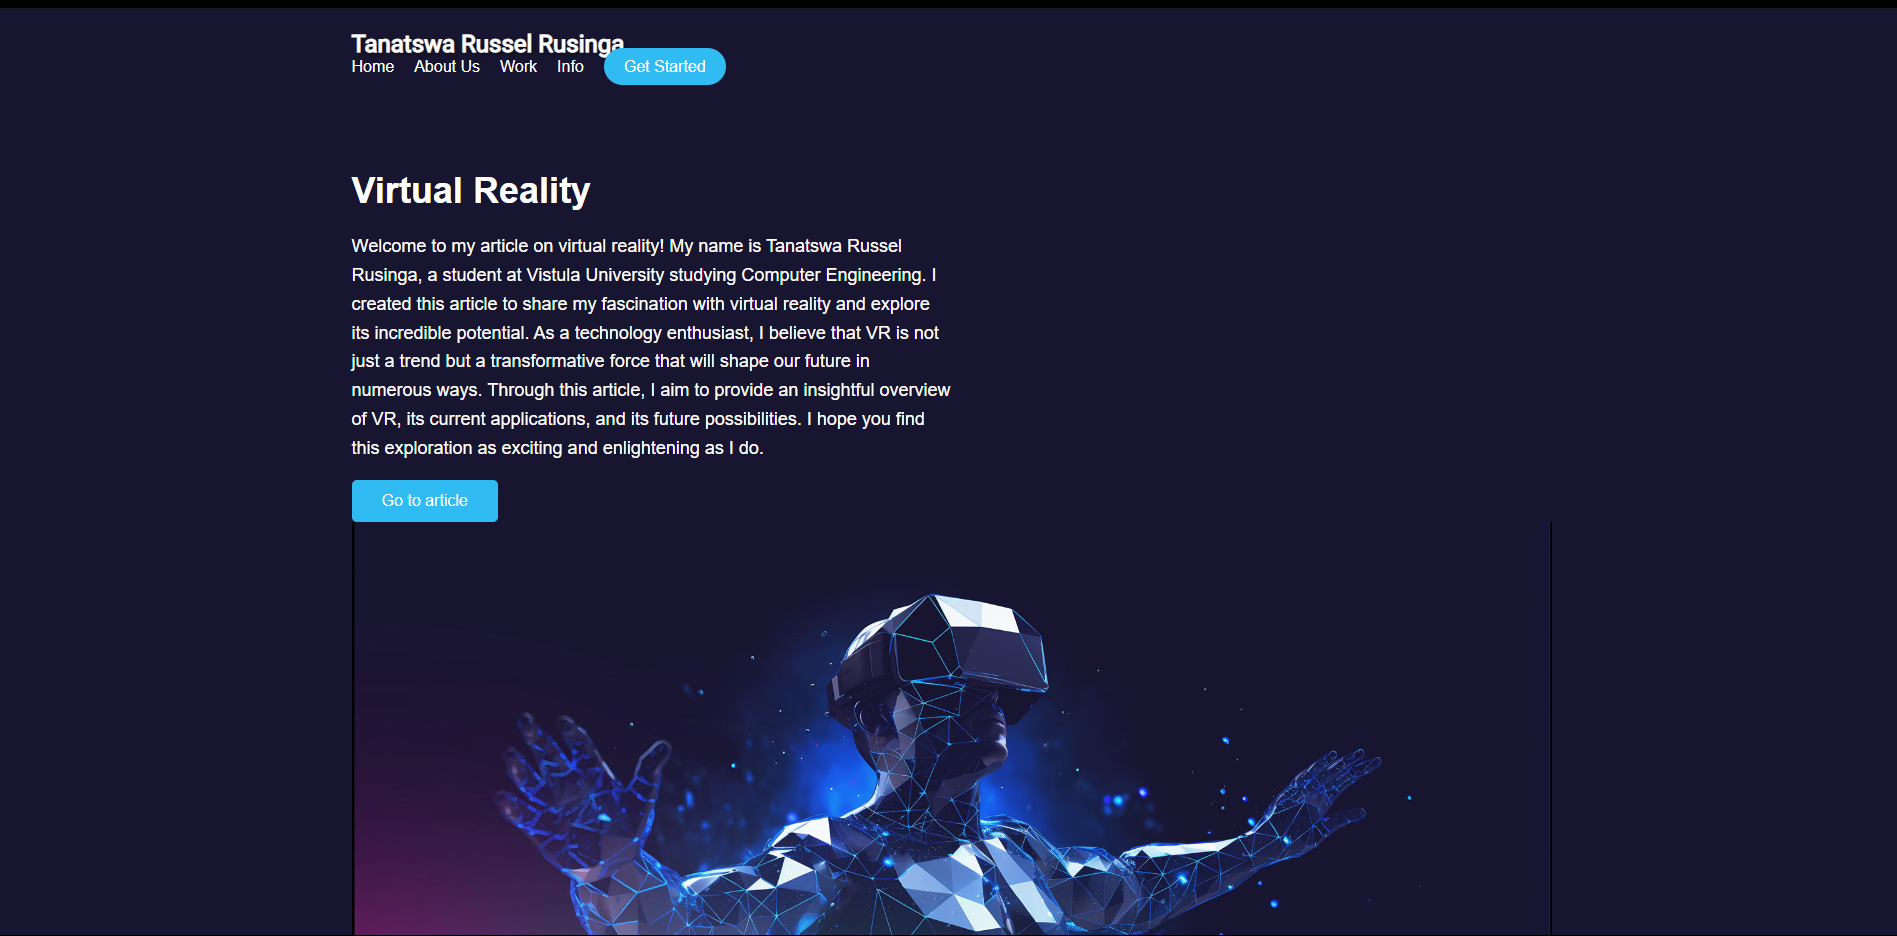 Tanatswa Russel Rusinga
Home About Us Work Info Get Started
Virtual Reality
Welcome to my article on virtual reality! My name is Tanatswa Russel
Rusinga, a student at Vistula University studying Computer Engineering. I
created this article to share my fascination with virtual reality and explore
its incredible potential. As a technology enthusiast, I believe that VR is not
just a trend but a transformative force that will shape our future in
numerous ways. Through this article, I aim to provide an insightful overview
of VR, its current applications, and its future possibilities. I hope you find
this exploration as exciting and enlightening as I do.
Go to article